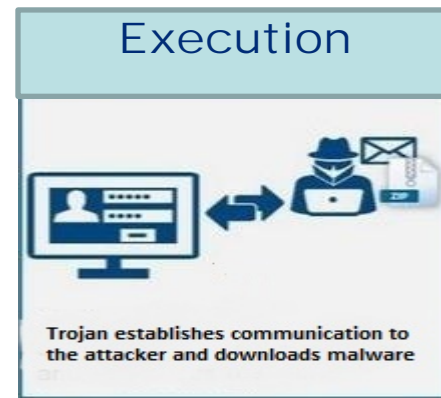 Execution
ZIP
Trojan establishes communication to
the attacker and downloads malware